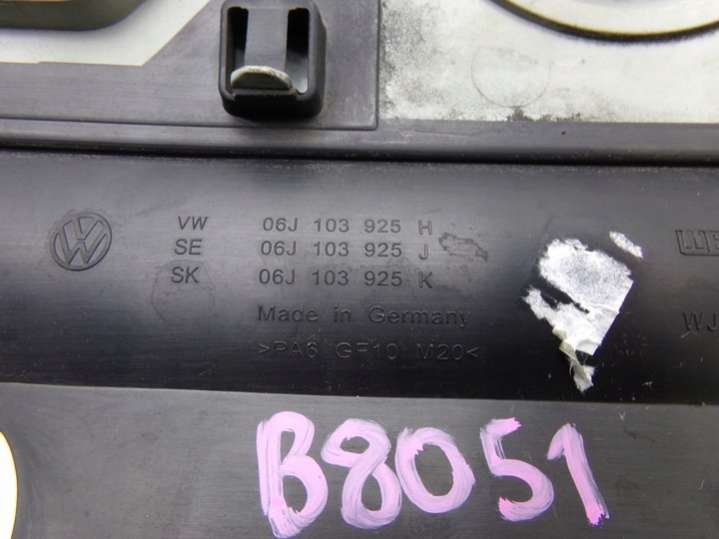 VW 06J 103 925 H
SE 06J 103 925 J
SK 06J 103 925 K
Made in Germany
>PA6 GF10 M20<
WJ
B8051